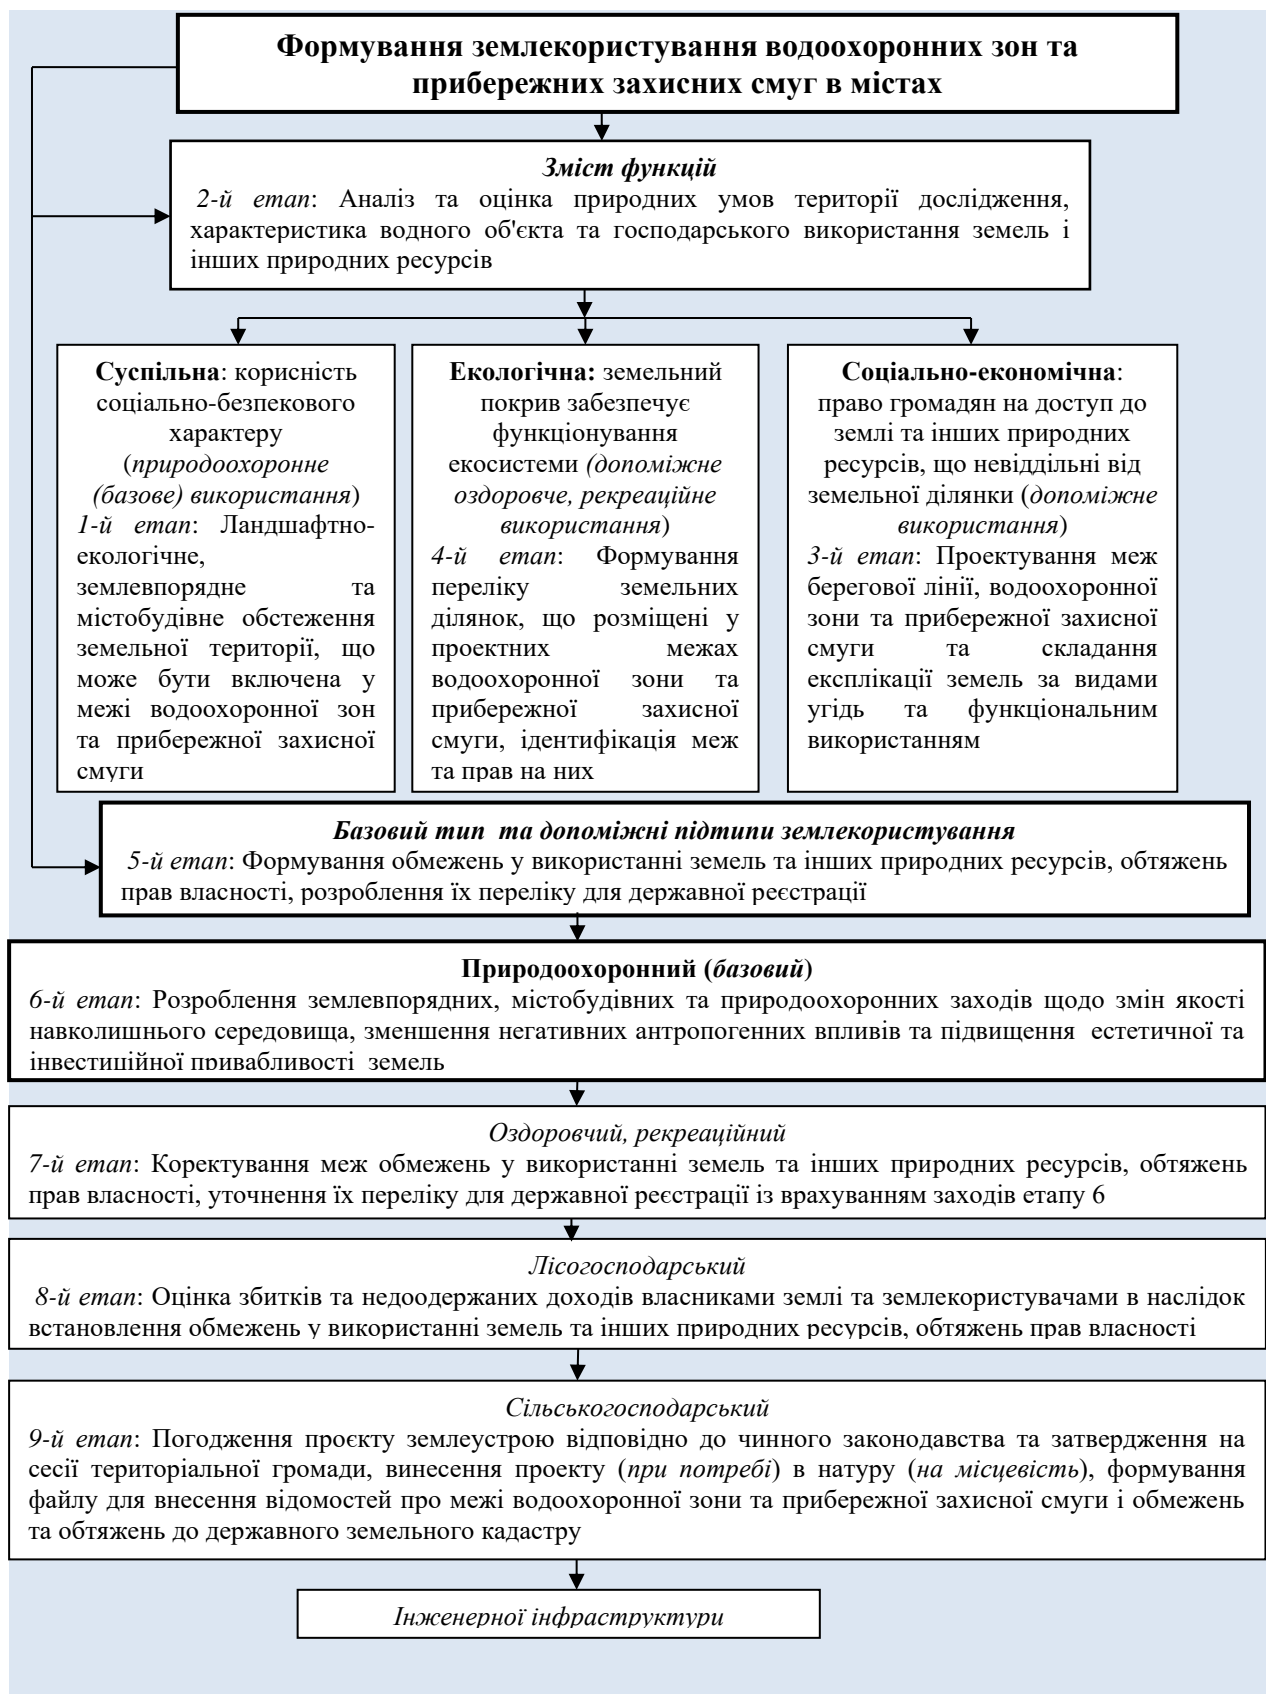 Формування землекористування водоохоронних зон та
прибережних захисних смуг в містах
Зміст функцій
2-й етап: Аналіз та оцінка природних умов території дослідження,
характеристика водного об'єкта та господарського використання земель і
інших природних ресурсів
Суспільна: корисність
соціально-безпекового
характеру
(природоохоронне
(базове) використання)
1-й етап: Ландшафтно-
екологічне,
землевпорядне та
містобудівне обстеження
земельної території, що
може бути включена у
межі водоохоронної зон
та прибережної захисної
смуги
Екологічна: земельний
покрив забезпечує
функціонування
екосистеми (допоміжне
оздоровче, рекреаційне
використання)
4-й етап: Формування
переліку земельних
ділянок, що розміщені у
проектних межах
водоохоронної зони та
прибережної захисної
смуги, ідентифікація меж
та прав на них
Соціально-економічна:
право громадян на доступ до
землі та інших природних
ресурсів, що невіддільні від
земельної ділянки (допоміжне
використання)
3-й етап: Проектування меж
берегової лінії, водоохоронної
зони та прибережної захисної
смуги та складання
експлікації земель за видами
угідь та функціональним
використанням
Базовий тип та допоміжні підтипи землекористування
5-й етап: Формування обмежень у використанні земель та інших природних ресурсів, обтяжень
прав власності, розроблення їх переліку для державної реєстрації
Природоохоронний (базовий)
6-й етап: Розроблення землевпорядних, містобудівних та природоохоронних заходів щодо змін якості
навколишнього середовища, зменшення негативних антропогенних впливів та підвищення естетичної та
інвестиційної привабливості земель
Оздоровчий, рекреаційний
7-й етап: Коректування меж обмежень у використанні земель та інших природних ресурсів, обтяжень
прав власності, уточнення їх переліку для державної реєстрації із врахуванням заходів етапу 6
Лісогосподарський
8-й етап: Оцінка збитків та недоодержаних доходів власниками землі та землекористувачами в наслідок
встановлення обмежень у використанні земель та інших природних ресурсів, обтяжень прав власності
Сільськогосподарський
9-й етап: Погодження проєкту землеустрою відповідно до чинного законодавства та затвердження на
сесії територіальної громади, винесення проекту (при потребі) в натуру (на місцевість), формування
файлу для внесення відомостей про межі водоохоронної зони та прибережної захисної смуги і обмежень
та обтяжень до державного земельного кадастру
Інженерної інфраструктури